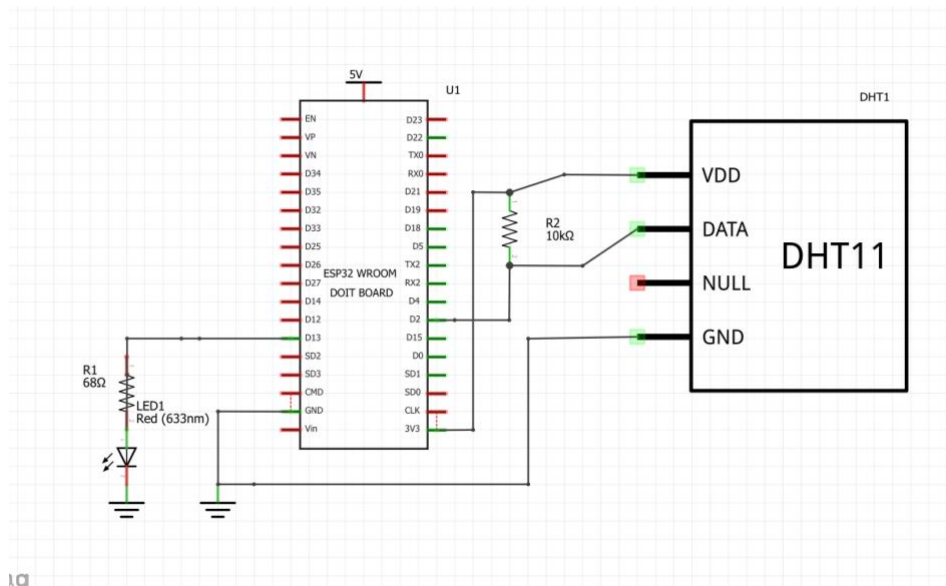 5V
U1
DHT1
EN
VP
VN
D34
D35
D32
D33
D25
D26
D27
D14
D12
D13
SD2
SD3
CMD
GND
Vin
ESP32 WROOM
DOIT BOARD
D23
D22
TX0
RX0
D21
D19
D18
D5
TX2
RX2
D4
D2
D15
D0
SD1
SD0
CLK
3V3
R2
10kΩ
VDD
DATA
NULL
GND
DHT11
R1
68Ω
LED1
Red (633nm)